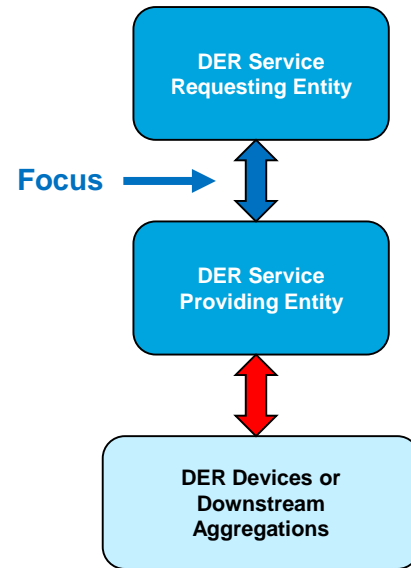 DER Service
Requesting Entity
Focus
DER Service
Providing Entity
DER Devices or
Downstream
Aggregations